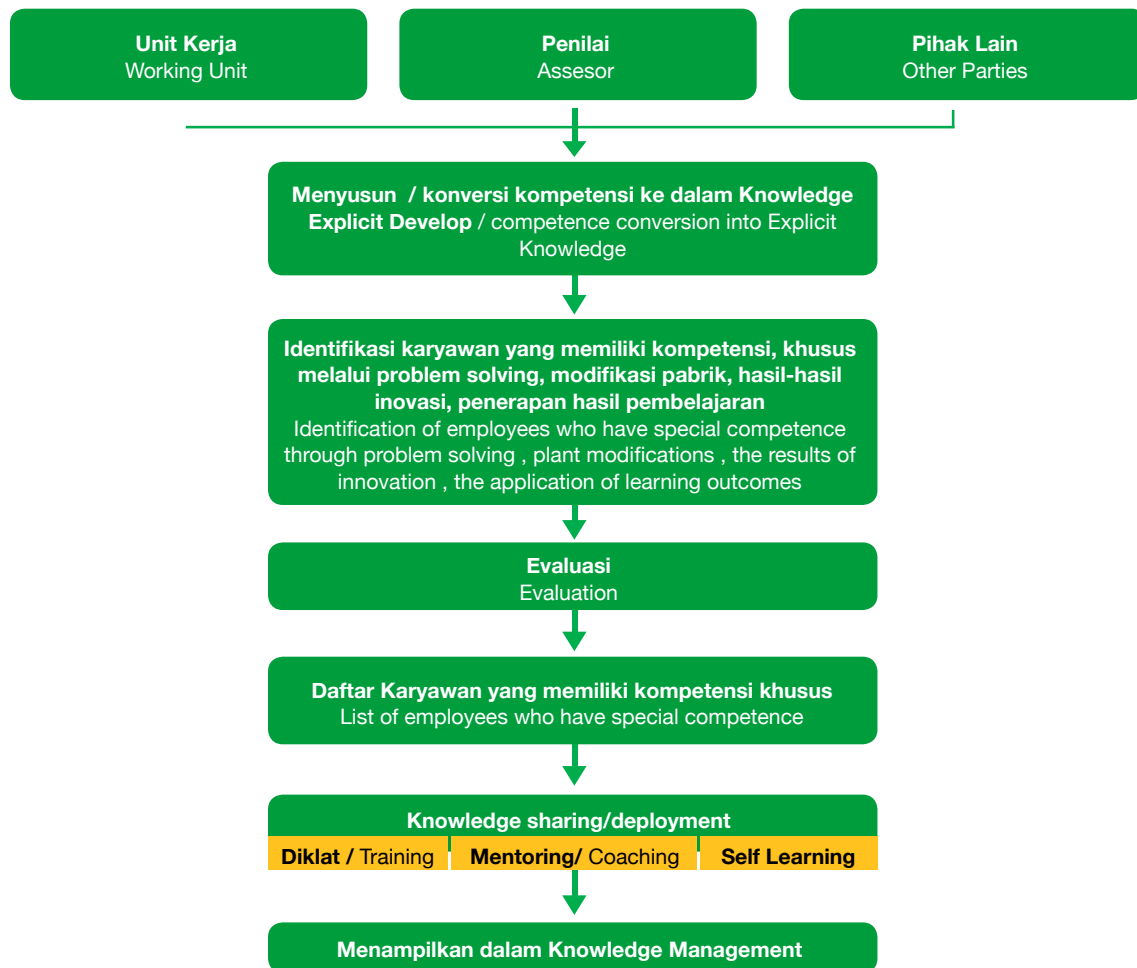 Unit Kerja
Working Unit
Penilai
Assesor
Pihak Lain
Other Parties
Menyusun / konversi kompetensi ke dalam Knowledge
Explicit Develop / competence conversion into Explicit
Knowledge
Identifikasi karyawan yang memiliki kompetensi, khusus
melalui problem solving, modifikasi pabrik, hasil-hasil
inovasi, penerapan hasil pembelajaran
Identification of employees who have special competence
through problem solving , plant modifications , the results of
innovation , the application of learning outcomes
Evaluasi
Evaluation
Daftar Karyawan yang memiliki kompetensi khusus
List of employees who have special competence
Knowledge sharing/deployment
Diklat / Training
Mentoring/ Coaching
Self Learning
Menampilkan dalam Knowledge Management